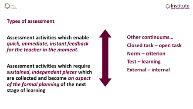 Institute
Types of assessment
Assessment activities which enable
quick, immediate, instant feedback
for the teacher in the moment.
Assessment activities which require
sustained, independent pieces which
are collected and become an aspect
of the formal planning of the next
stage of learning
Other continuums...
Closed task – open task
Norm – criterion
Test – learning
External – internal